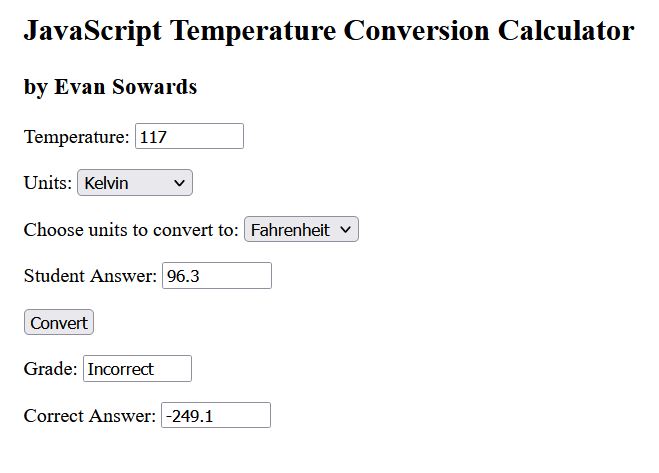 JavaScript Temperature Conversion Calculator
by Evan Sowards
Temperature: 117
Units: Kelvin
Choose units to convert to: Fahrenheit
Student Answer: 96.3
Convert
Grade: Incorrect
Correct Answer: -249.1